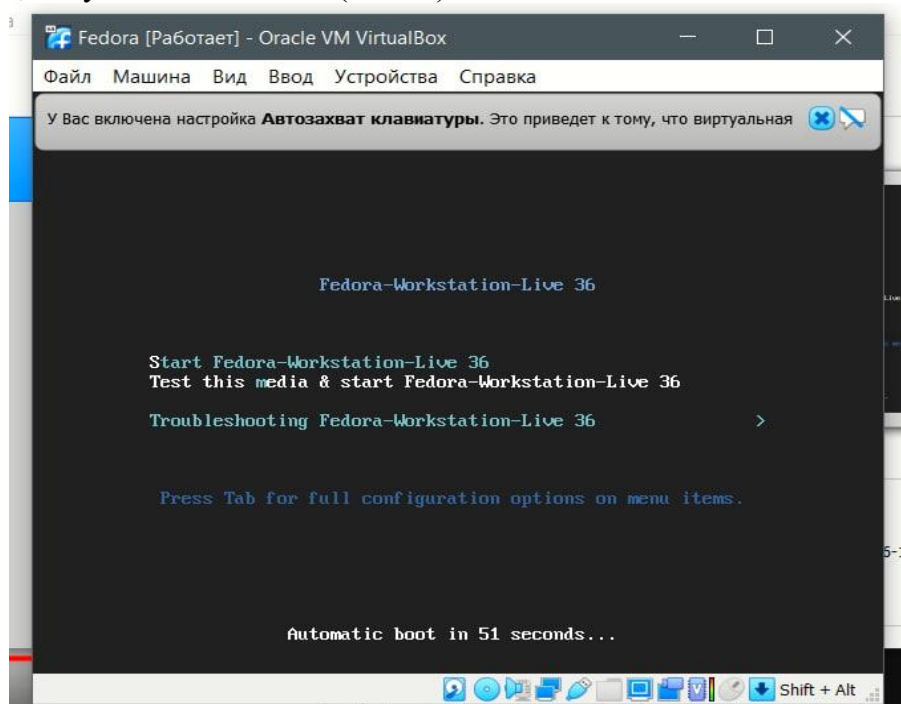 Fedora [Работает] - Oracle VM VirtualBox
Файл Машина Вид Ввод Устройства Справка
У Вас включена настройка Автозахват клавиатуры. Это приведет к тому, что виртуальная
Fedora-Workstation-Live 36
Start Fedora-Workstation-Live 36
Test this media & start Fedora-Workstation-Live 36
Troubleshooting Fedora-Workstation-Live 36 >
Press Tab for full configuration options on menu items.
Automatic boot in 51 seconds...
Shift + Alt